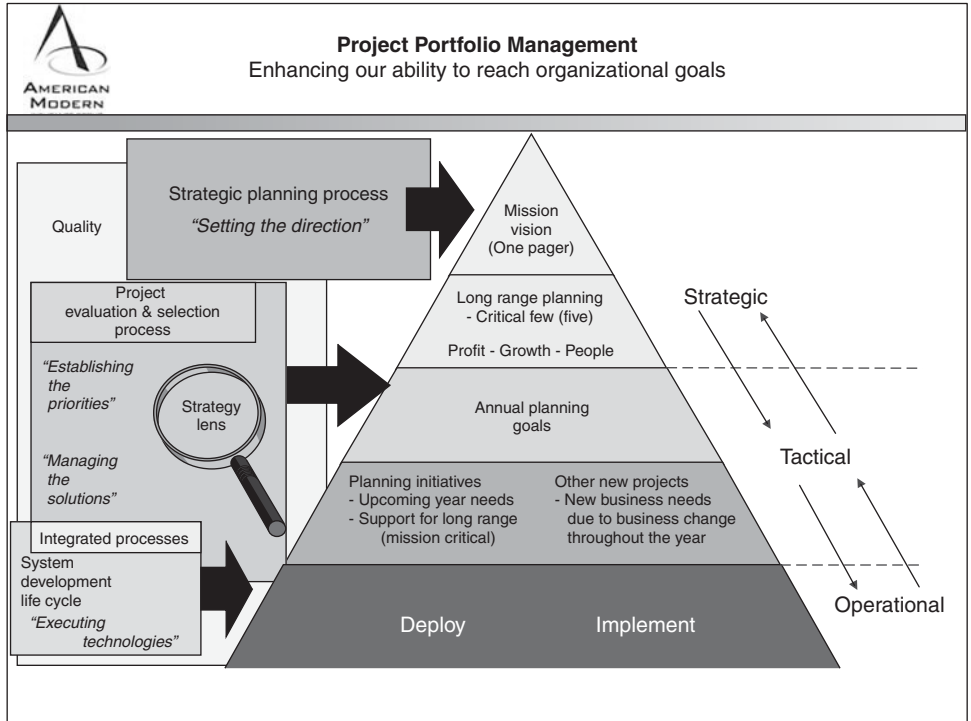 AMERICAN
MODERN
Project Portfolio Management
Enhancing our ability to reach organizational goals
Quality
Strategic planning process
“Setting the direction”
Project
evaluation & selection
process
“Establishing
the
priorities”
Strategy
lens
“Managing
the
solutions”
Integrated processes
System
development
life cycle
“Executing
technologies”
Mission
vision
(One pager)
Long range planning
- Critical few (five)
Profit - Growth - People
Annual planning
goals
Planning initiatives
- Upcoming year needs
- Support for long range
(mission critical)
Other new projects
- New business needs
due to business change
throughout the year
Deploy
Implement
Strategic
Tactical
Operational